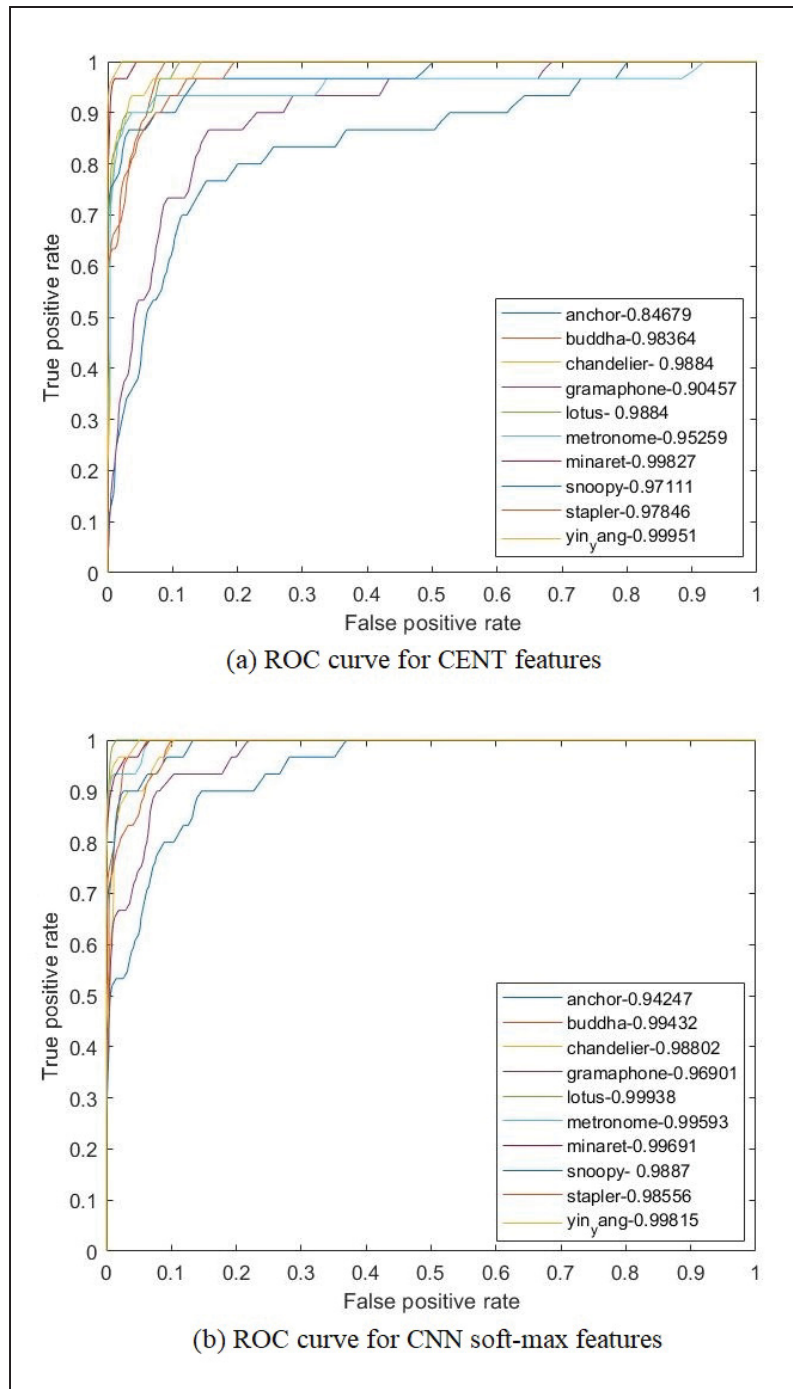 1
0.9
0.8
0.7
0.6
0.5
0.4
0.3
0.2
0.1
0
True positive rate
anchor-0.84679
buddha-0.98364
chandelier- 0.9884
gramaphone-0.90457
lotus- 0.9884
metronome-0.95259
minaret-0.99827
snoopy-0.97111
stapler-0.97846
yinyang-0.99951
0 0.1 0.2 0.3 0.4 0.5 0.6 0.7 0.8 0.9 1
False positive rate
(a) ROC curve for CENT features
1
0.9
0.8
0.7
0.6
0.5
0.4
0.3
0.2
0.1
0
True positive rate
anchor-0.94247
buddha-0.99432
chandelier-0.98802
gramaphone-0.96901
lotus-0.99938
metronome-0.99593
minaret-0.99691
snoopy- 0.9887
stapler-0.98556
yinyang-0.99815
0 0.1 0.2 0.3 0.4 0.5 0.6 0.7 0.8 0.9 1
False positive rate
(b) ROC curve for CNN soft-max features